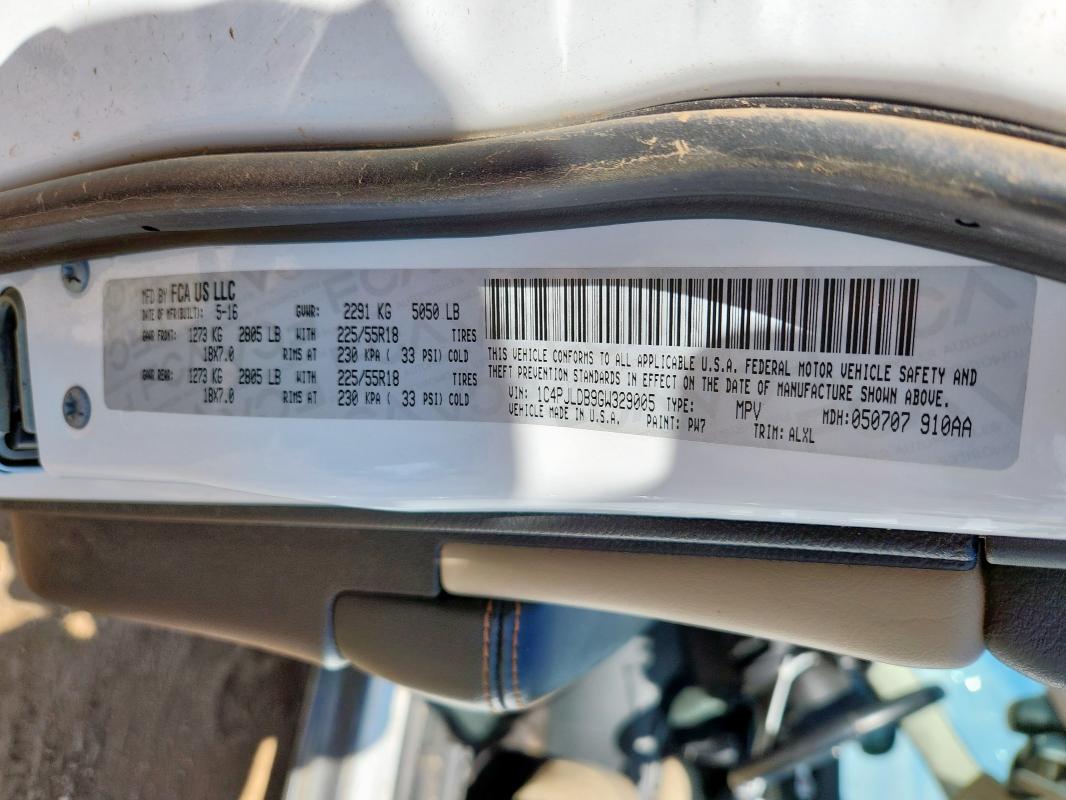 MFD BY FCA US LLC
DATE OF MFR(BUILT): 5-16 GVWR: 2291 KG 5050 LB
GAWR FRONT: 1273 KG 2805 LB WITH 225/55R18 TIRES
18X7.0 RIMS AT 230 KPA ( 33 PSI) COLD
GAWR REAR: 1273 KG 2805 LB WITH 225/55R18 TIRES
18X7.0 RIMS AT 230 KPA ( 33 PSI) COLD
THIS VEHICLE CONFORMS TO ALL APPLICABLE U.S.A. FEDERAL MOTOR VEHICLE SAFETY AND
THEFT PREVENTION STANDARDS IN EFFECT ON THE DATE OF MANUFACTURE SHOWN ABOVE.
VIN: 1C4PJLDB9GW329005 TYPE: MPV MDH: 050707 910AA
VEHICLE MADE IN U.S.A. PAINT: PW7 TRIM: ALXL